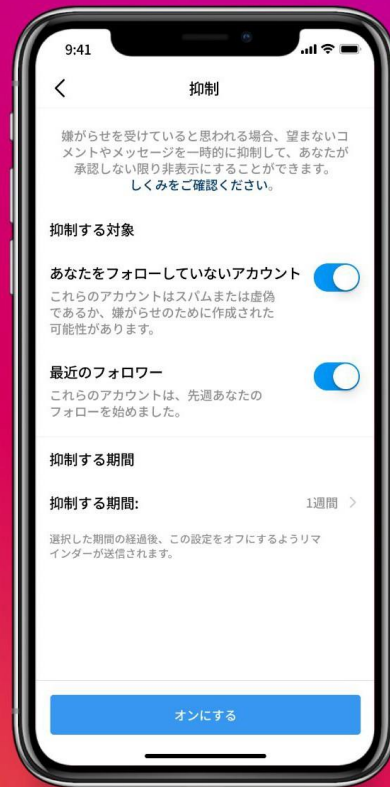 9:41
抑制
嫌がらせを受けていると思われる場合、望まないコ
メントやメッセージを一時的に抑制して、あなたが
承認しない限り非表示にすることができます。
しくみをご確認ください。
抑制する対象
あなたをフォローしていないアカウント
これらのアカウントはスパムまたは虚偽
であるか、嫌がらせのために作成された
可能性があります。
最近のフォロワー
これらのアカウントは、先週あなたの
フォローを始めました。
抑制する期間
抑制する期間: 1週間
選択した期間の経過後、この設定をオフにするようリマ
インダーが送信されます。
オンにする